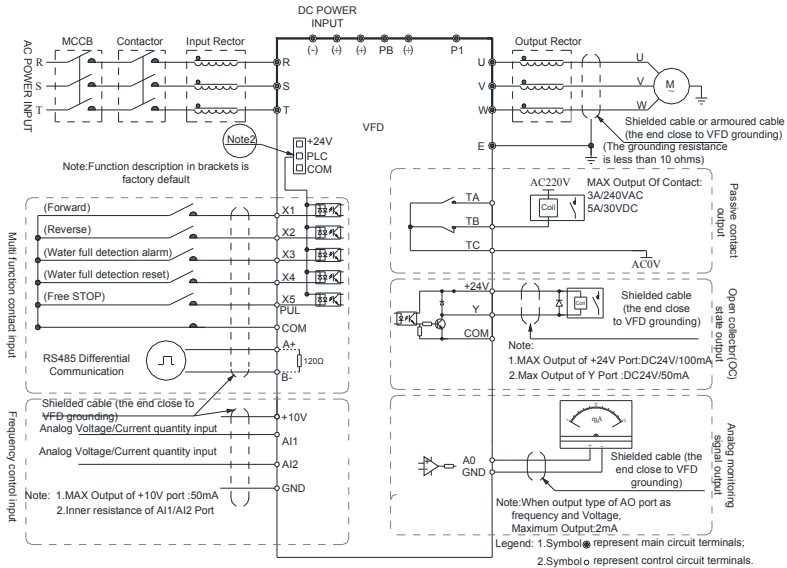 DC POWER
INPUT
(-) (+) (+) PB (+) P1
AC POWER INPUT
MCCB
Contactor
Input Rector
Output Rector
R
S
T
R
S
T
U
V
W
U
V
W
M
~
E
VFD
Shielded cable or armoured cable
(the end close to VFD grounding)
(The grounding resistance
is less than 10 ohms)
Note2
+24V
PLC
COM
Note:Function description in brackets is
factory default
Multi function contact input
(Forward)
X1
(Reverse)
X2
(Water full detection alarm)
X3
(Water full detection reset)
X4
(Free STOP)
X5
PUL
COM
RS485 Differential
Communication
A+
120Ω
B-
Shielded cable (the end close to
VFD grounding)
Frequency control input
+10V
Analog Voltage/Current quantity input
AI1
Analog Voltage/Current quantity input
AI2
GND
Note: 1.MAX Output of +10V port :50mA
2.Inner resistance of AI1/AI2 Port
TA
TB
TC
AC220V
Coil
AC0V
MAX Output Of Contact:
3A/240VAC
5A/30VDC
Passive contact
output
+24V
Y
COM
Coil
Shielded cable
(the end close
to VFD grounding)
Note:
1.MAX Output of +24V Port:DC24V/100mA
2.Max Output of Y Port :DC24V/50mA
Open collector(OC)
state output
mA
- +
A0
GND
Shielded cable (the
end close to VFD
grounding)
Note:When output type of AO port as
frequency and Voltage,
Maximum Output:2mA
Analog monitoring
signal output
Legend: 1.Symbol represent main circuit terminals;
2.Symbol represent control circuit terminals.